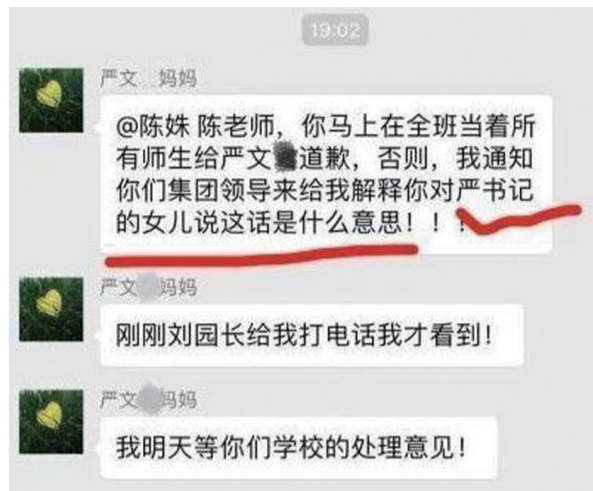 19:02
严文 妈妈
@陈姝 陈老师，你马上在全班当着所
有师生给严文 道歉，否则，我通知
你们集团领导来给我解释你对严书记
的女儿说这话是什么意思！！！
严文 妈妈
刚刚刘园长给我打电话我才看到！
严文 妈妈
我明天等你们学校的处理意见！